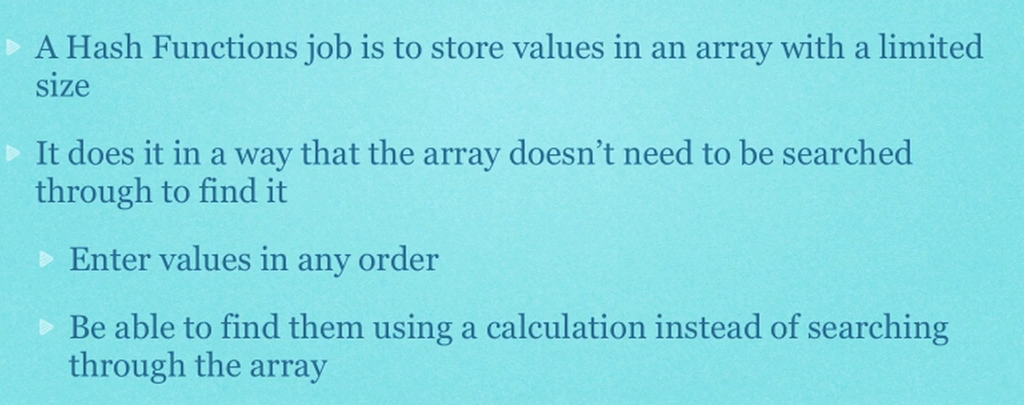 A Hash Functions job is to store values in an array with a limited
size
It does it in a way that the array doesn’t need to be searched
through to find it
Enter values in any order
Be able to find them using a calculation instead of searching
through the array